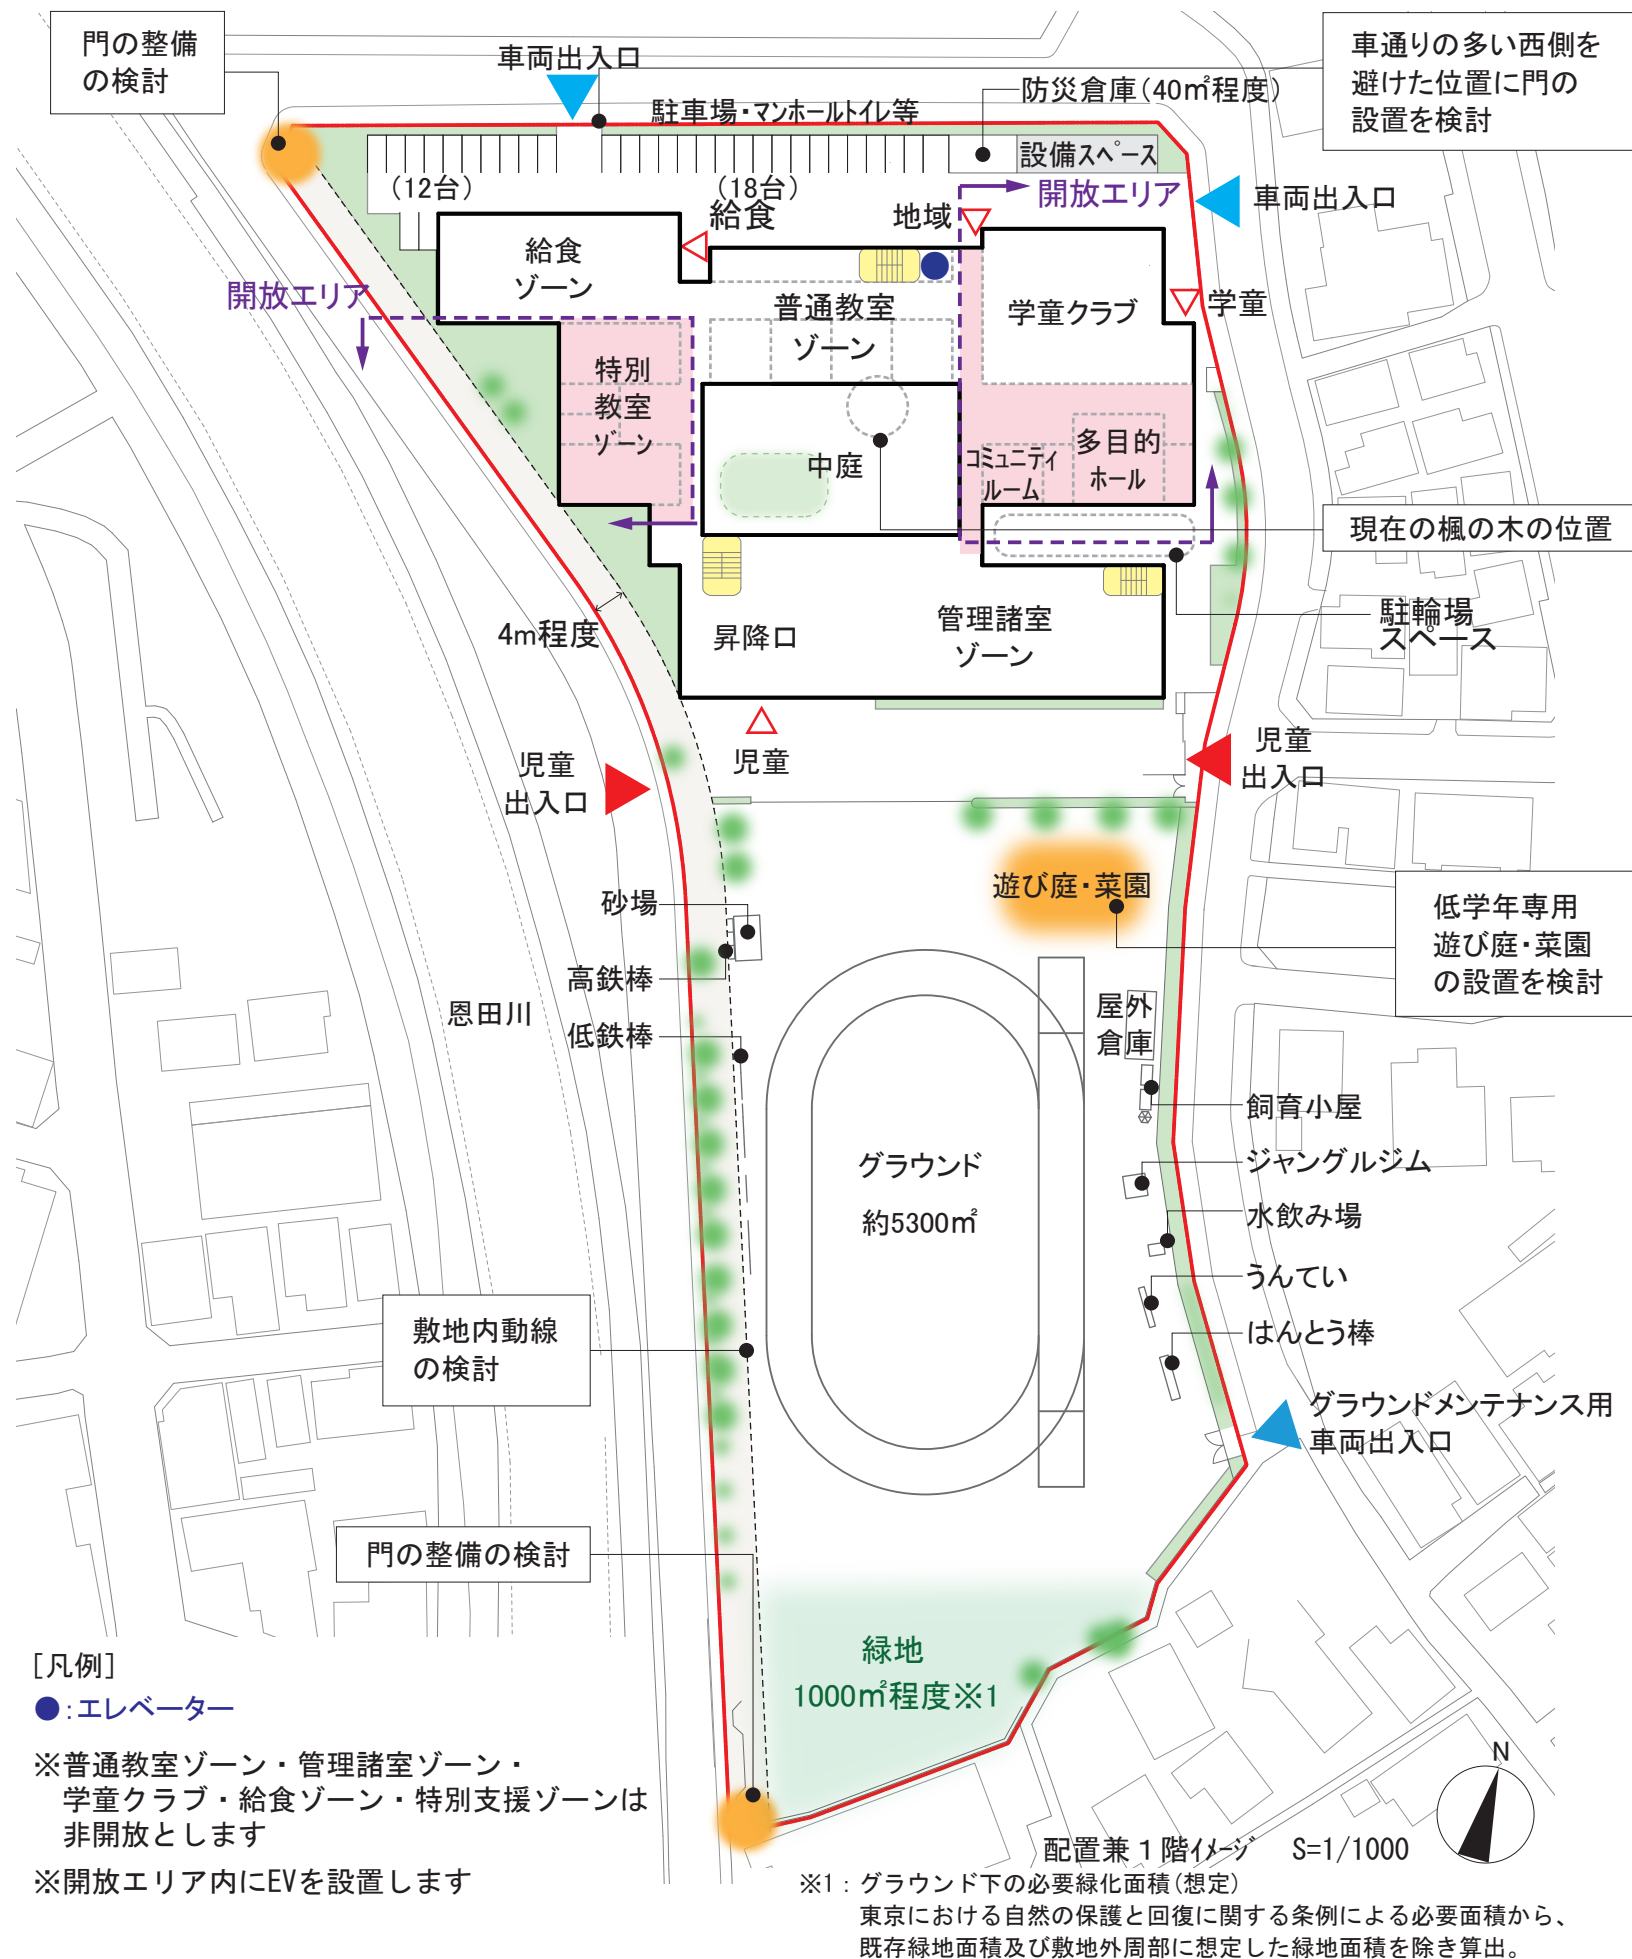 門の整備
の検討
車両出入口
車通りの多い西側を
避けた位置に門の
設置を検討
防災倉庫(40㎡程度)
駐車場・マンホールトイレ等
設備スペース
(12台)
(18台)
開放エリア
車両出入口
給食
地域
給食
ゾーン
開放エリア
普通教室
ゾーン
学童クラブ
学童
特別
教室
ゾーン
中庭
コミュニティ
ルーム
多目的
ホール
現在の楓の木の位置
駐輪場
スペース
4m程度
昇降口
管理諸室
ゾーン
児童
出入口
児童
児童
出入口
遊び庭・菜園
低学年専用
遊び庭・菜園
の設置を検討
砂場
高鉄棒
恩田川
低鉄棒
屋外
倉庫
飼育小屋
ジャングルジム
グラウンド
約5300㎡
水飲み場
うんてい
はんとう棒
敷地内動線
の検討
グラウンドメンテナンス用
車両出入口
門の整備の検討
緑地
1000㎡程度※1
[凡例]
●:エレベーター
※普通教室ゾーン・管理諸室ゾーン・
学童クラブ・給食ゾーン・特別支援ゾーンは
非開放とします
※開放エリア内にEVを設置します
N
配置兼1階イメージ S=1/1000
※1:グラウンド下の必要緑化面積(想定)
東京における自然の保護と回復に関する条例による必要面積から、
既存緑地面積及び敷地外周部に想定した緑地面積を除き算出。